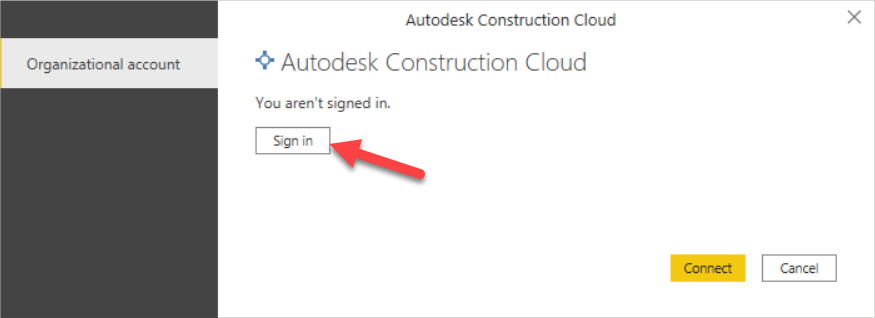 Autodesk Construction Cloud
Organizational account
Autodesk Construction Cloud
You aren't signed in.
Sign in
Connect
Cancel